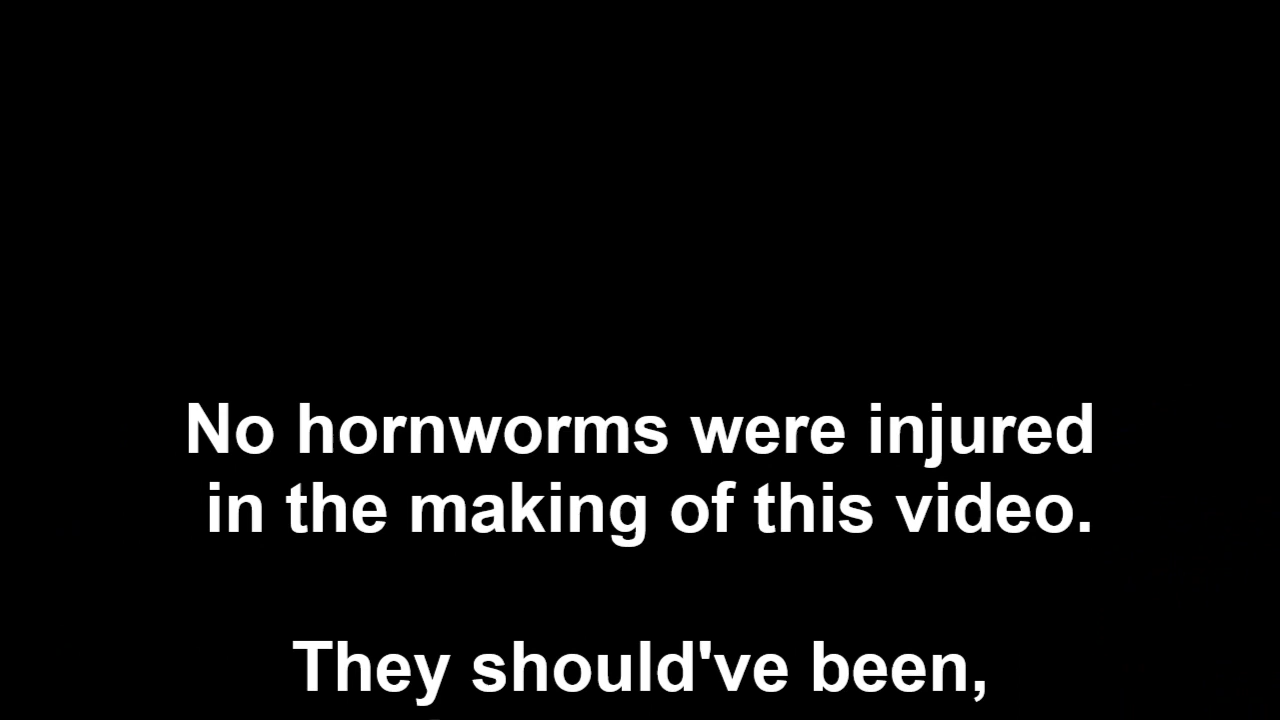 No hornworms were injured
in the making of this video.
They should've been,